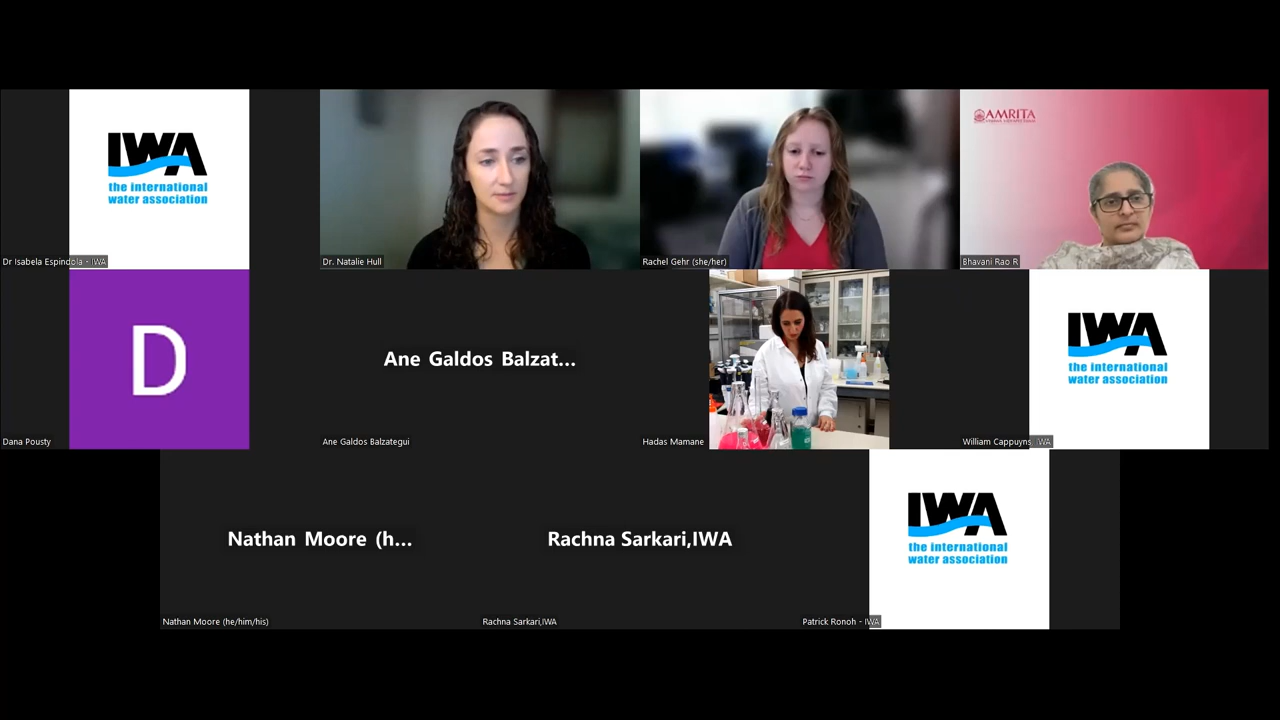 IWA
the international
water association
Dr Isabela Espindola - IWA
Dr. Natalie Hull
Rachel Gehr (she/her)
AMRITA
Bhavani Rao R
D
Dana Pousty
Ane Galdos Balzat...
Ane Galdos Balzategui
Hadas Mamane
IWA
the international
water association
William Cappuyns, IWA
Nathan Moore (h...
Nathan Moore (he/him/his)
Rachna Sarkari,IWA
Rachna Sarkari,IWA
IWA
the international
water association
Patrick Ronoh - IWA